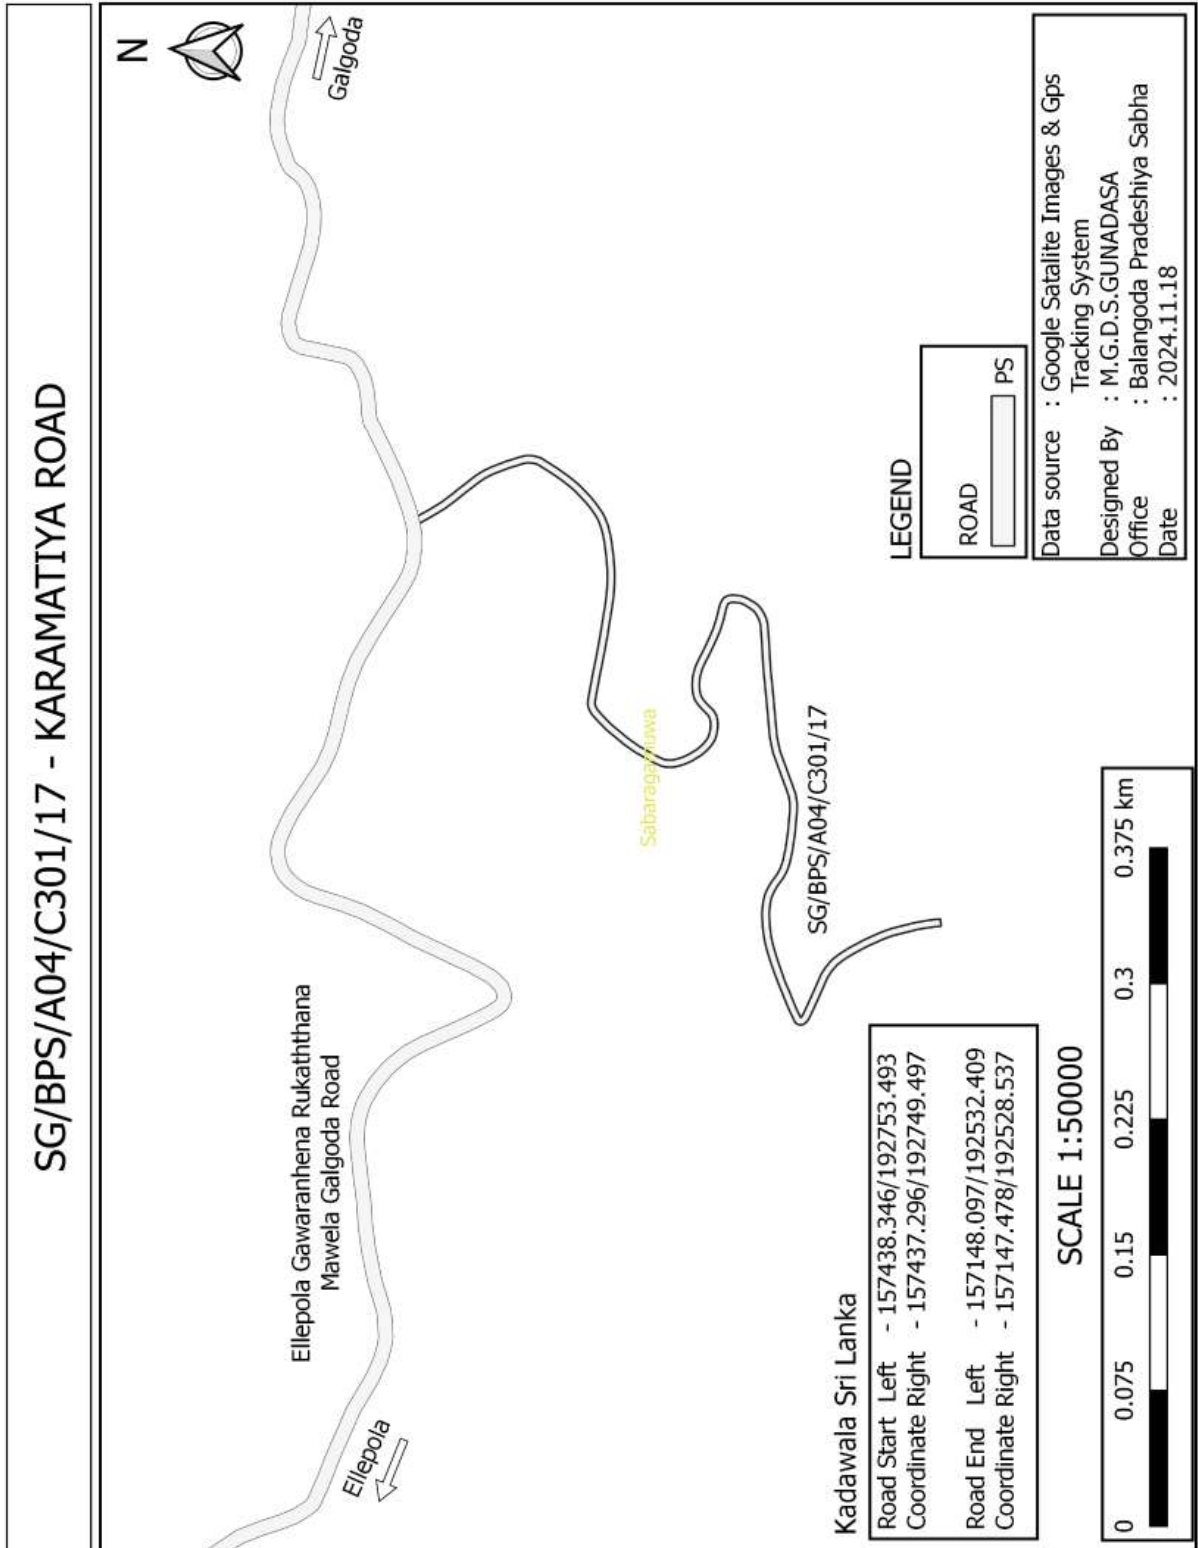 SG/BPS/A04/C301/17 - KARAMATIYA ROAD
N
Galgoda
Ellepola Gawaranhena Rukaththana
Mawela Galgoda Road
Ellepola
Sabaragamuwa
SG/BPS/A04/C301/17
Kadawala Sri Lanka
Road Start Left - 157438.346/192753.493
Coordinate Right - 157437.296/192749.497
Road End Left - 157148.097/192532.409
Coordinate Right - 157147.478/192528.537
LEGEND
ROAD
PS
SCALE 1:50000
0 0.075 0.15 0.225 0.3 0.375 km
Data source : Google Satalite Images & Gps
Tracking System
Designed By : M.G.D.S.GUNADASA
Office : Balangoda Pradeshiya Sabha
Date : 2024.11.18